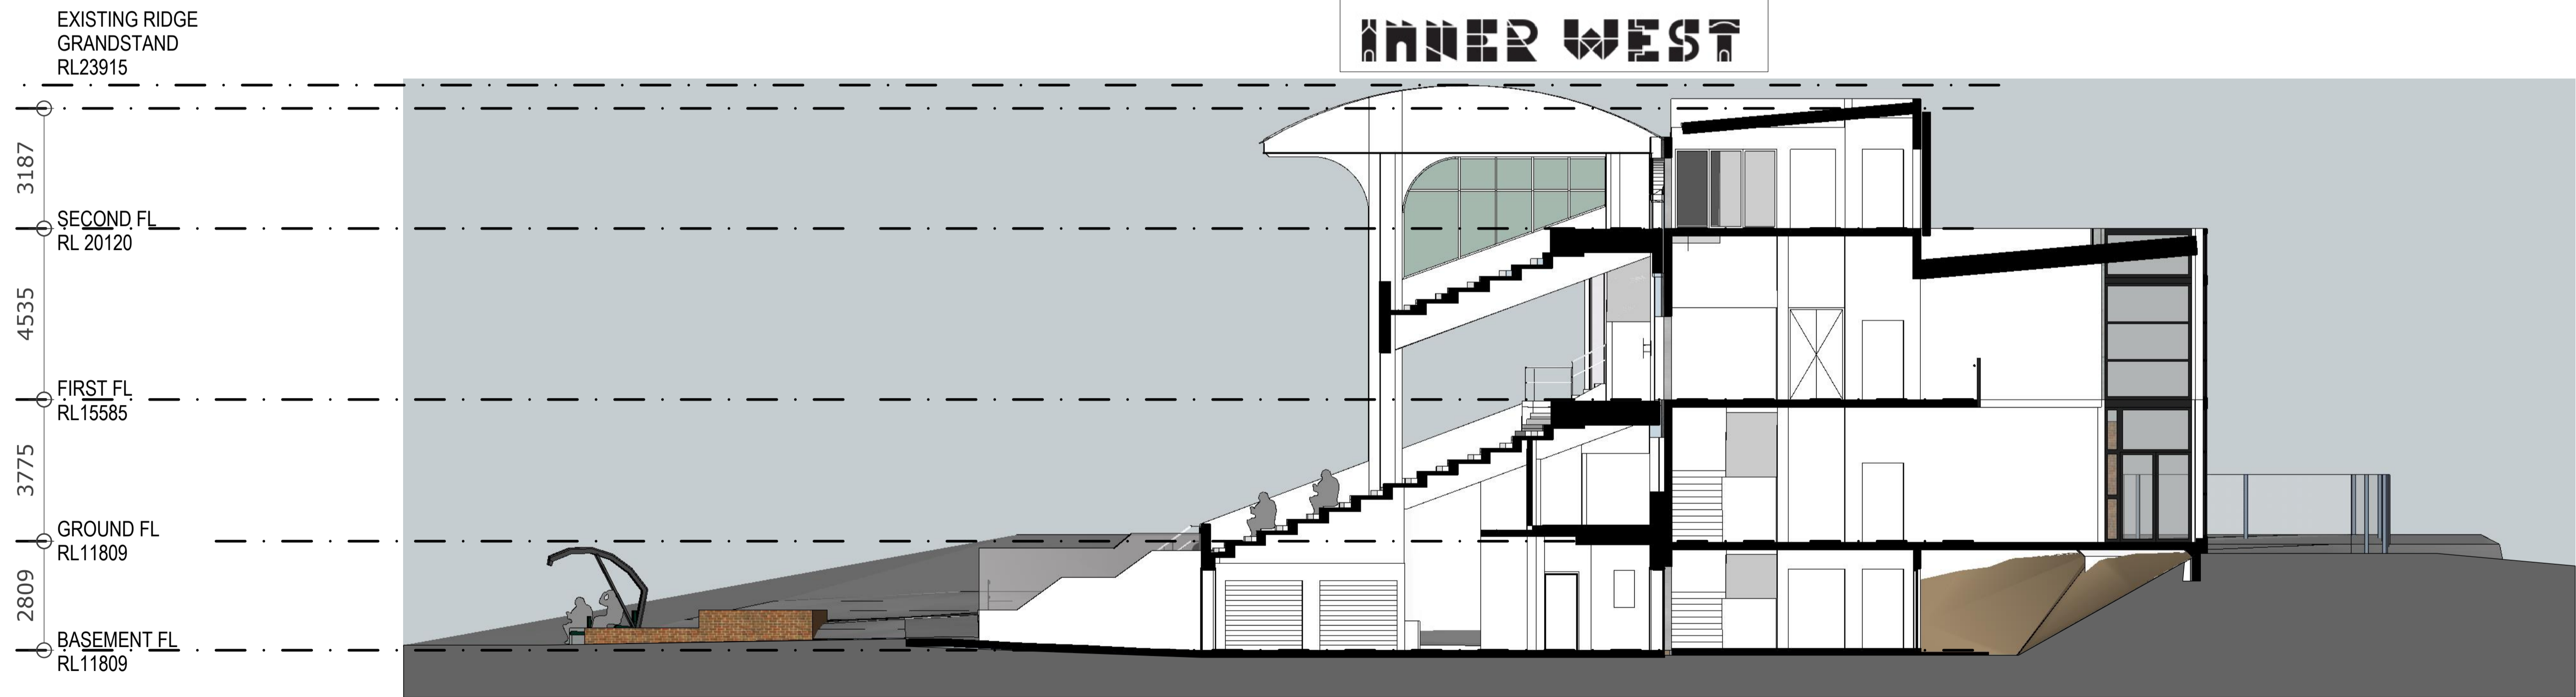 EXISTING RIDGE
GRANDSTAND
RL23915
INNER WEST
3187
SECOND FL
RL 20120
4535
FIRST FL
RL15585
3775
GROUND FL
RL11809
2809
BASEMENT FL
RL11809